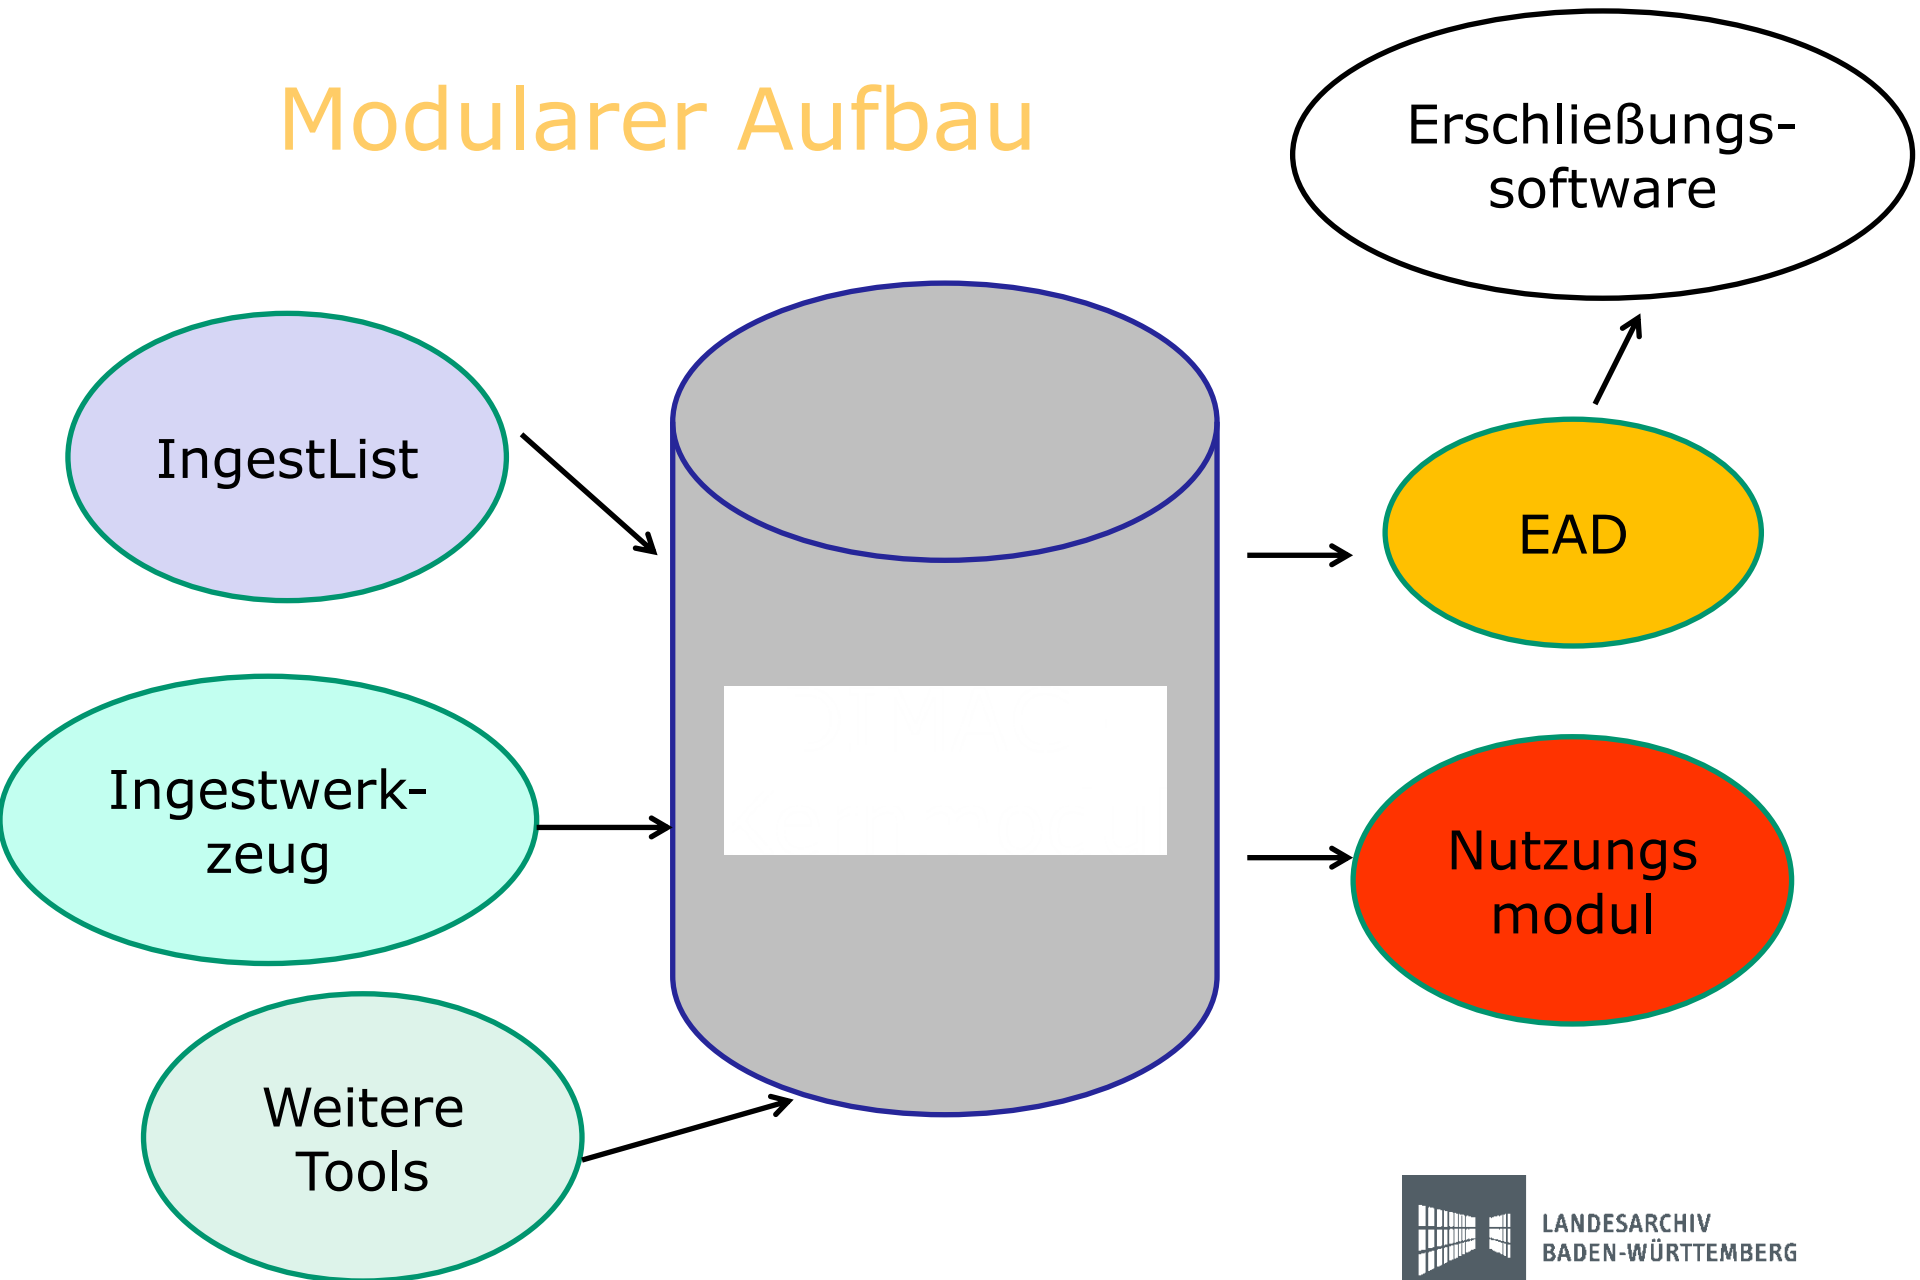 Modularer Aufbau
Erschließungs-
software
IngestList
EAD
Ingestwerk-
zeug
Nutzungs
modul
Weitere
Tools
LANDESARCHIV
BADEN-WÜRTTEMBERG